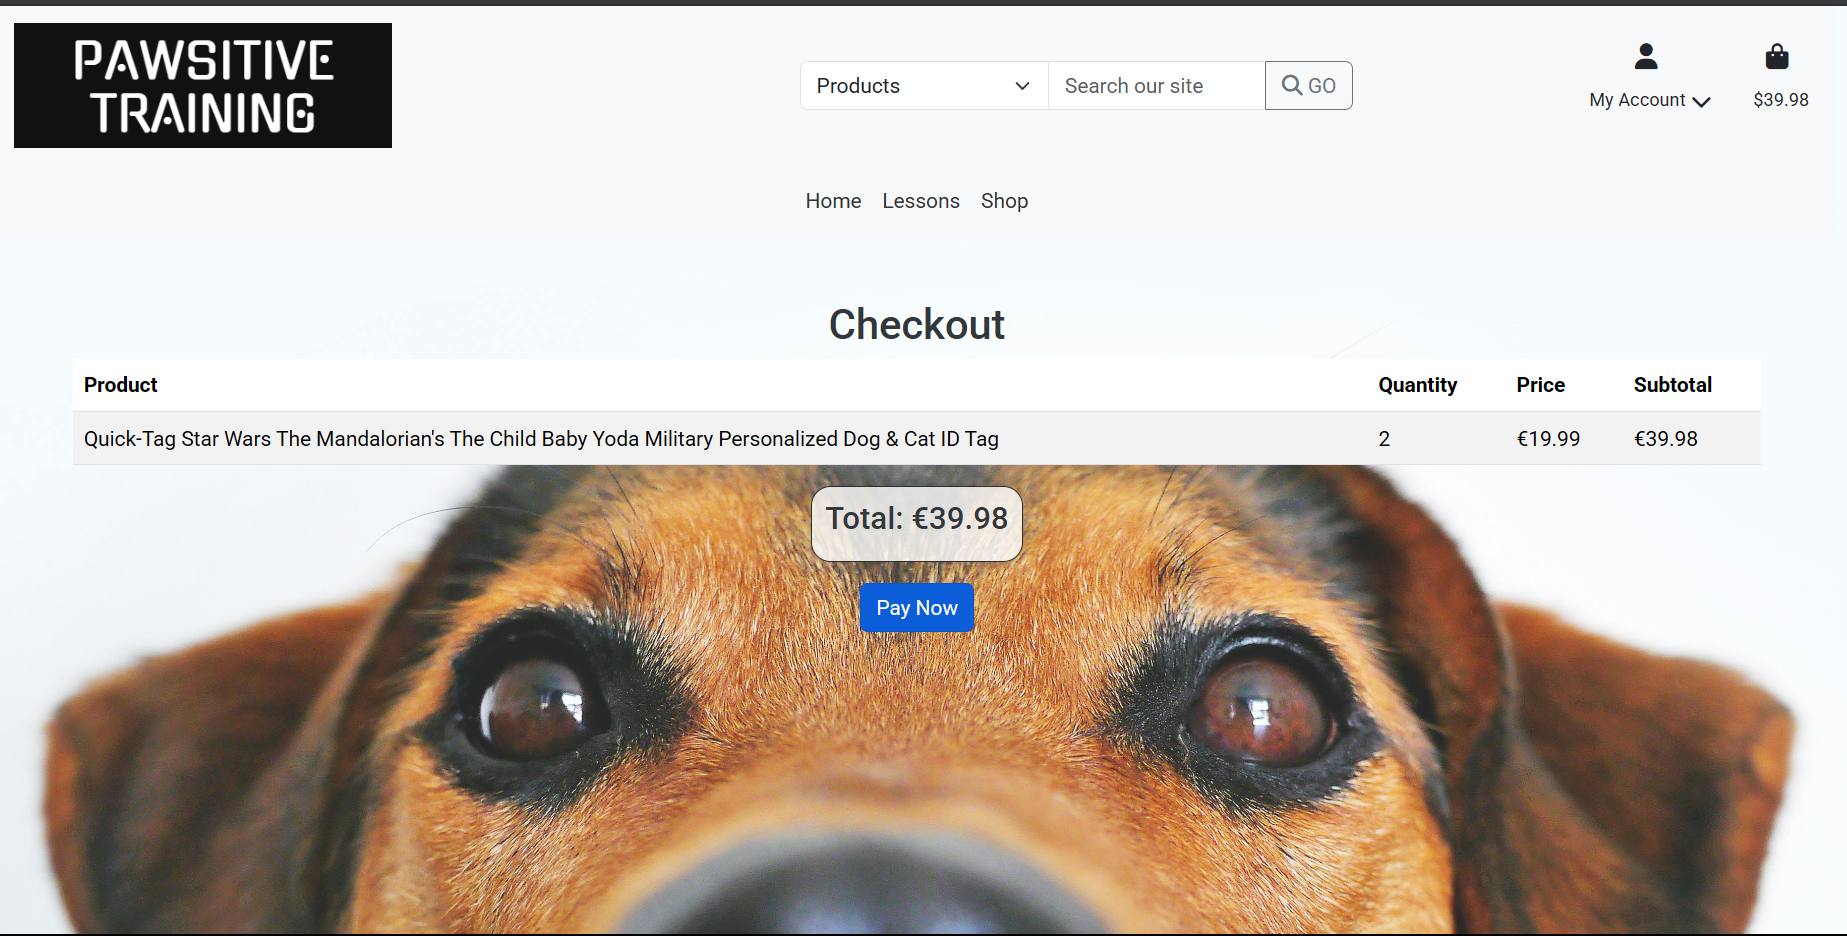 PAWSITIVE
TRAINING
Products
Search our site
GO
My Account
$39.98
Home Lessons Shop
Checkout
Product Quantity Price Subtotal
Quick-Tag Star Wars The Mandalorian's The Child Baby Yoda Military Personalized Dog & Cat ID Tag 2 €19.99 €39.98
Total: €39.98
Pay Now